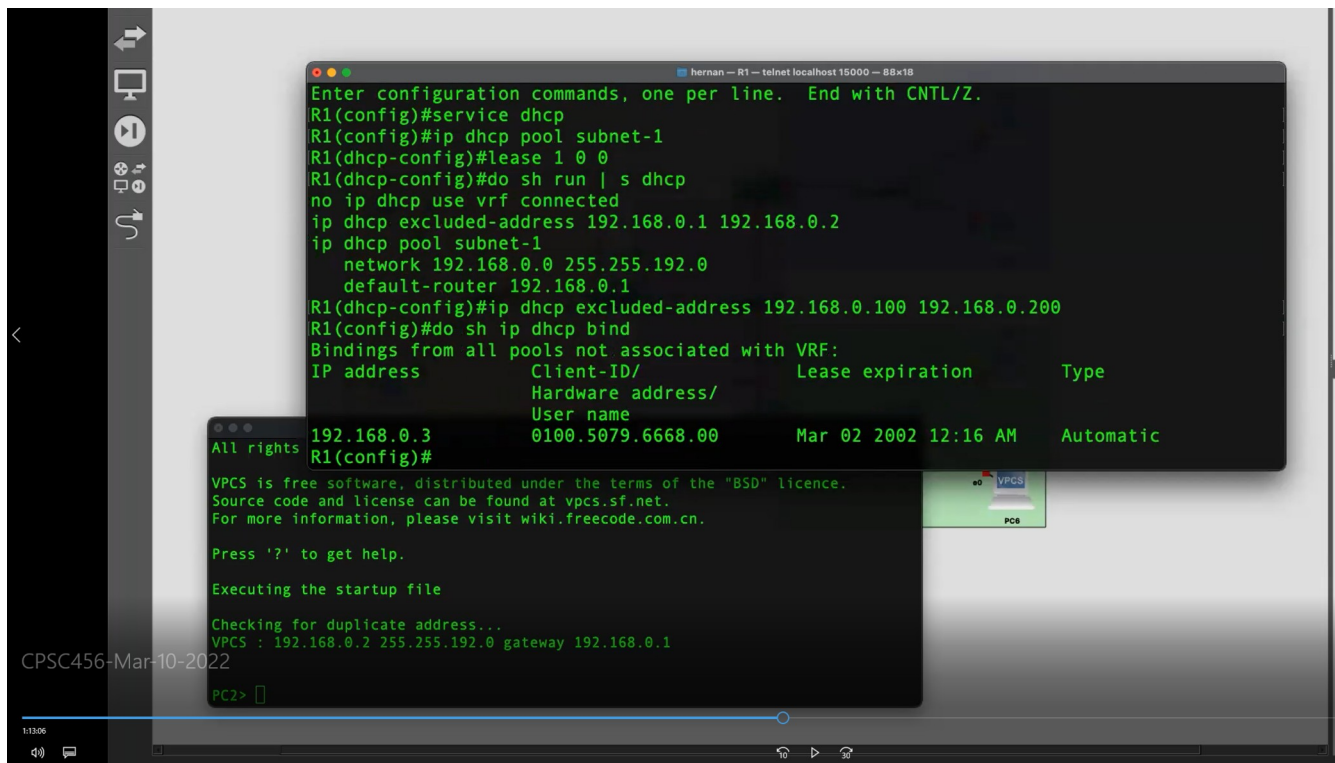 hernan — R1 — telnet localhost 15000 — 88×18
Enter configuration commands, one per line.  End with CNTL/Z.
R1(config)#service dhcp
R1(config)#ip dhcp pool subnet-1
R1(dhcp-config)#lease 1 0 0
R1(dhcp-config)#do sh run | s dhcp
no ip dhcp use vrf connected
ip dhcp excluded-address 192.168.0.1 192.168.0.2
ip dhcp pool subnet-1
   network 192.168.0.0 255.255.192.0
   default-router 192.168.0.1
R1(dhcp-config)#ip dhcp excluded-address 192.168.0.100 192.168.0.200
R1(config)#do sh ip dhcp bind
Bindings from all pools not associated with VRF:
IP address          Client-ID/              Lease expiration        Type
                    Hardware address/
                    User name
192.168.0.3         0100.5079.6668.00       Mar 02 2002 12:16 AM    Automatic
R1(config)#
All rights
VPCS is free software, distributed under the terms of the "BSD" licence.
Source code and license can be found at vpcs.sf.net.
For more information, please visit wiki.freecode.com.cn.
Press '?' to get help.
Executing the startup file
Checking for duplicate address...
VPCS : 192.168.0.2 255.255.192.0 gateway 192.168.0.1
PC2>
e0 VPCS
PC6
CPSC456-Mar-10-2022
1:13:06
10
30